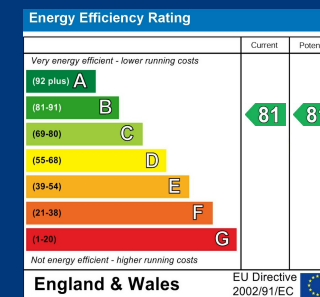 Energy Efficiency Rating
Current
Very energy efficient - lower running costs
(92 plus) A
(81-91) B
81
(69-80) C
(55-68) D
(39-54) E
(21-38) F
(1-20) G
Not energy efficient - higher running costs
England & Wales
EU Directive
2002/91/EC